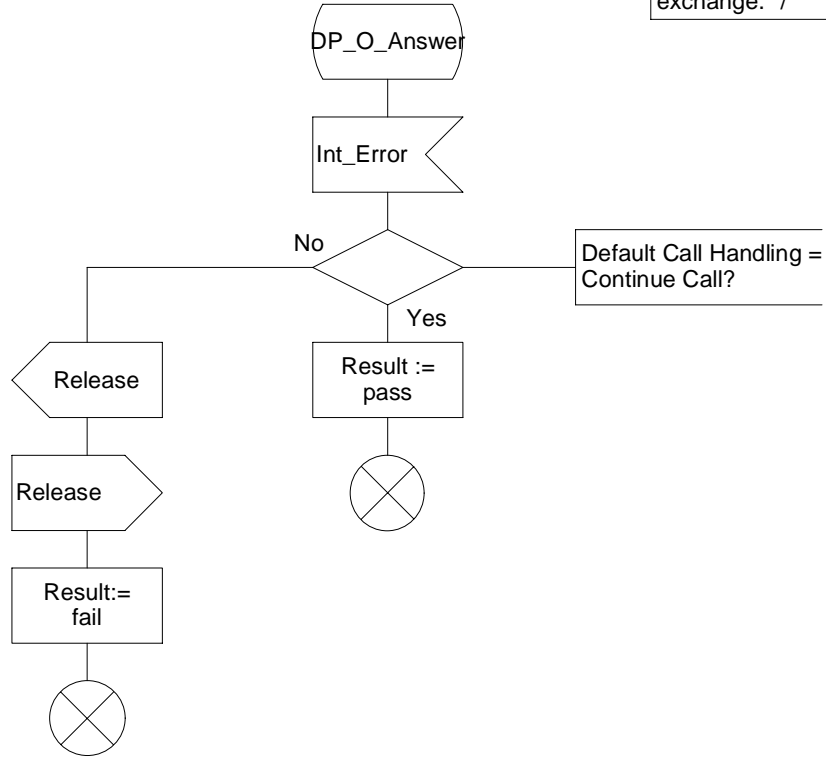 exchange. */
DP_O_Answer
Int_Error
No
Default Call Handling =
Continue Call?
Yes
Release
Result :=
pass
Release
Result:=
fail